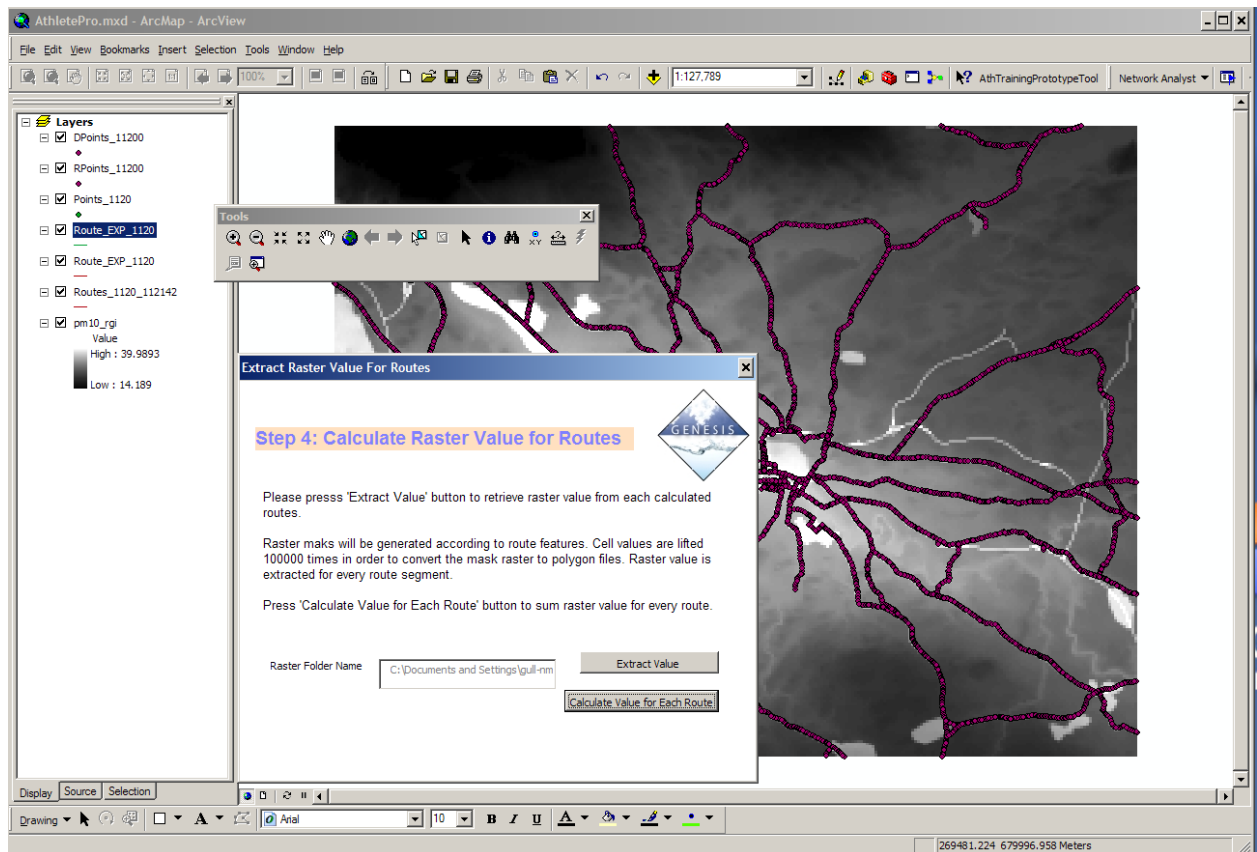 AthletePro.mxd - ArcMap - ArcView
File Edit View Bookmarks Insert Selection Tools Window Help
100%
1:127,789
AthTrainingPrototypeTool
Network Analyst
Layers
DPoints_11200
RPoints_11200
Points_1120
Route_EXP_1120
Route_EXP_1120
Routes_1120_112142
pm10_rgi
Value
High : 39.9893
Low : 14.189
Tools
XY
Extract Raster Value For Routes
GENESIS
Step 4: Calculate Raster Value for Routes
Please presss 'Extract Value' button to retrieve raster value from each calculated
routes.
Raster maks will be generated according to route features. Cell values are lifted
100000 times in order to convert the mask raster to polygon files. Raster value is
extracted for every route segment.
Press 'Calculate Value for Each Route' button to sum raster value for every route.
Raster Folder Name
C:\Documents and Settings\gull-nm
Extract Value
Calculate Value for Each Route
Display Source Selection
Drawing
A
Arial
10
B I U A
269481.224 679996.958 Meters